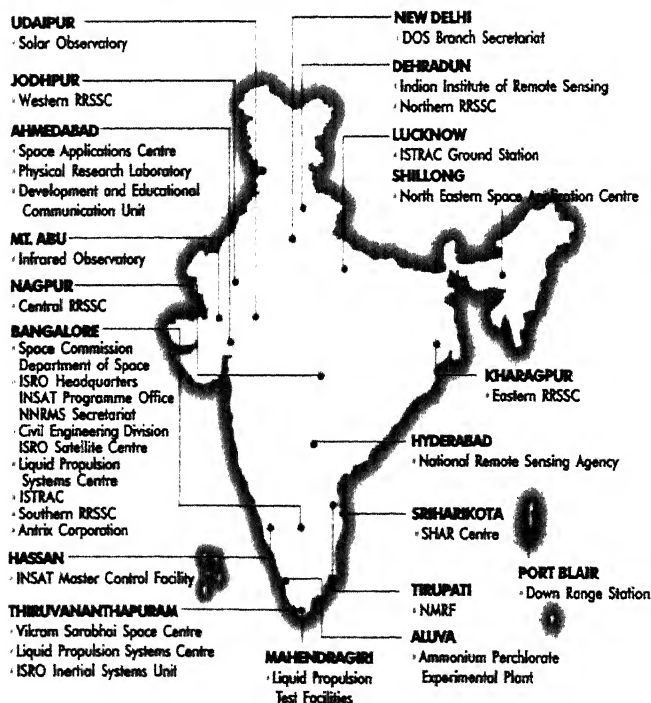 UDAIPUR
Solar Observatory
JODHPUR
Western RRSSC
AHMEDABAD
Space Applications Centre
Physical Research Laboratory
Development and Educational
Communication Unit
MT. ABU
Infrared Observatory
NAGPUR
Central RRSSC
BANGALORE
Space Commission
Department of Space
ISRO Headquarters
INSAT Programme Office
NNRMS Secretariat
Civil Engineering Division
ISRO Satellite Centre
Liquid Propulsion
Systems Centre
ISTRAC
Southern RRSSC
Antrix Corporation
HASSAN
INSAT Master Control Facility
THIRUVANANTHAPURAM
Vikram Sarabhai Space Centre
Liquid Propulsion Systems Centre
ISRO Inertial Systems Unit
NEW DELHI
DOS Branch Secretariat
DEHRADUN
Indian Institute of Remote Sensing
Northern RRSSC
LUCKNOW
ISTRAC Ground Station
SHILLONG
North Eastern Space Application Centre
KHARAGPUR
Eastern RRSSC
HYDERABAD
National Remote Sensing Agency
SRIHARIKOTA
SHAR Centre
PORT BLAIR
Down Range Station
TIRUPATI
NMRF
ALUVA
Ammonium Perchlorate
Experimental Plant
MAHENDRAGIRI
Liquid Propulsion
Test Facilities